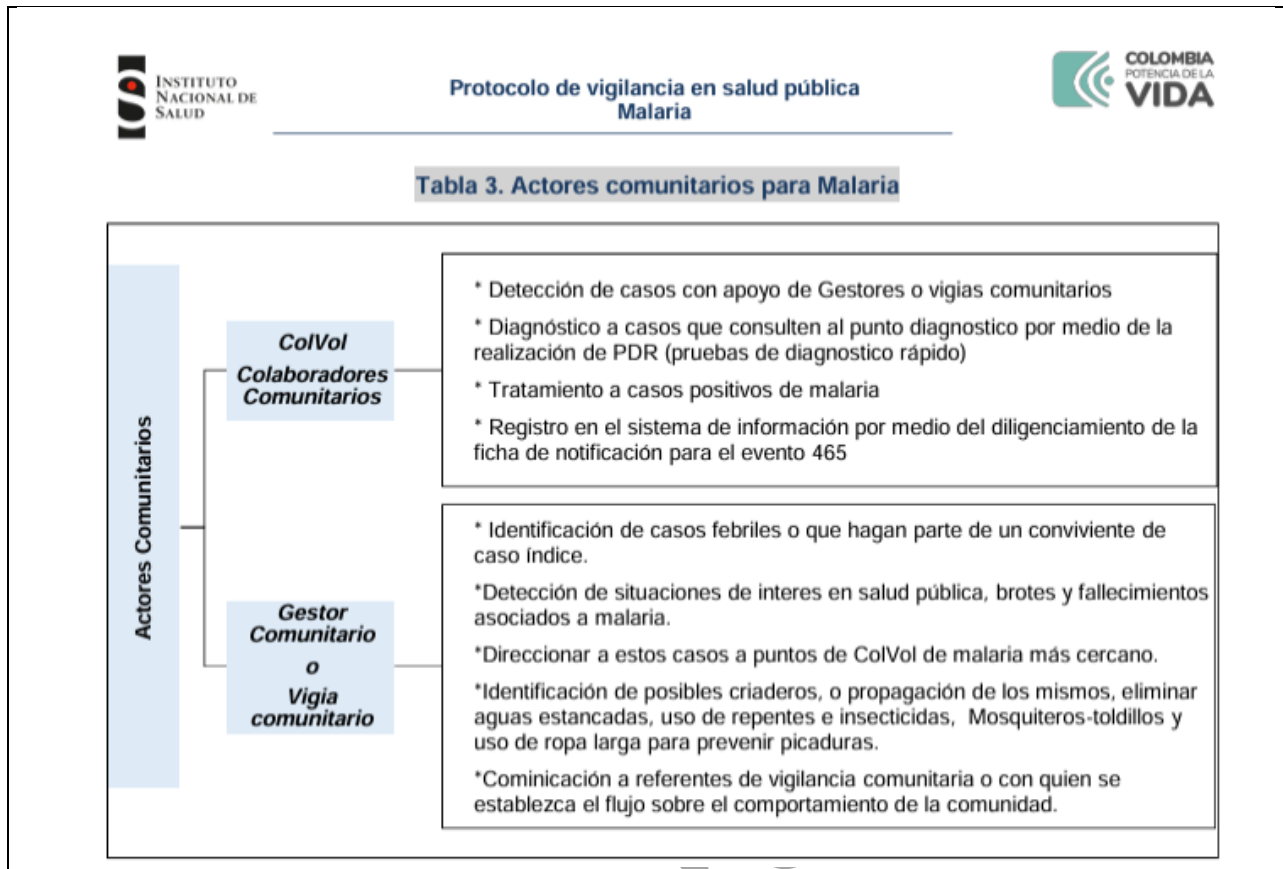 INSTITUTO
NACIONAL DE
SALUD
Protocolo de vigilancia en salud pública
Malaria
COLOMBIA
POTENCIA DE LA
VIDA
Tabla 3. Actores comunitarios para Malaria
Actores Comunitarios
ColVol
Colaboradores
Comunitarios
* Detección de casos con apoyo de Gestores o vigias comunitarios
* Diagnóstico a casos que consulten al punto diagnostico por medio de la
realización de PDR (pruebas de diagnostico rápido)
* Tratamiento a casos positivos de malaria
* Registro en el sistema de información por medio del diligenciamiento de la
ficha de notificación para el evento 465
Gestor
Comunitario
o
Vigia
comunitario
* Identificación de casos febriles o que hagan parte de un conviviente de
caso índice.
*Detección de situaciones de interes en salud pública, brotes y fallecimientos
asociados a malaria.
*Direccionar a estos casos a puntos de ColVol de malaria más cercano.
*Identificación de posibles criaderos, o propagación de los mismos, eliminar
aguas estancadas, uso de repentes e insecticidas, Mosquiteros-toldillos y
uso de ropa larga para prevenir picaduras.
*Cominicación a referentes de vigilancia comunitaria o con quien se
establezca el flujo sobre el comportamiento de la comunidad.